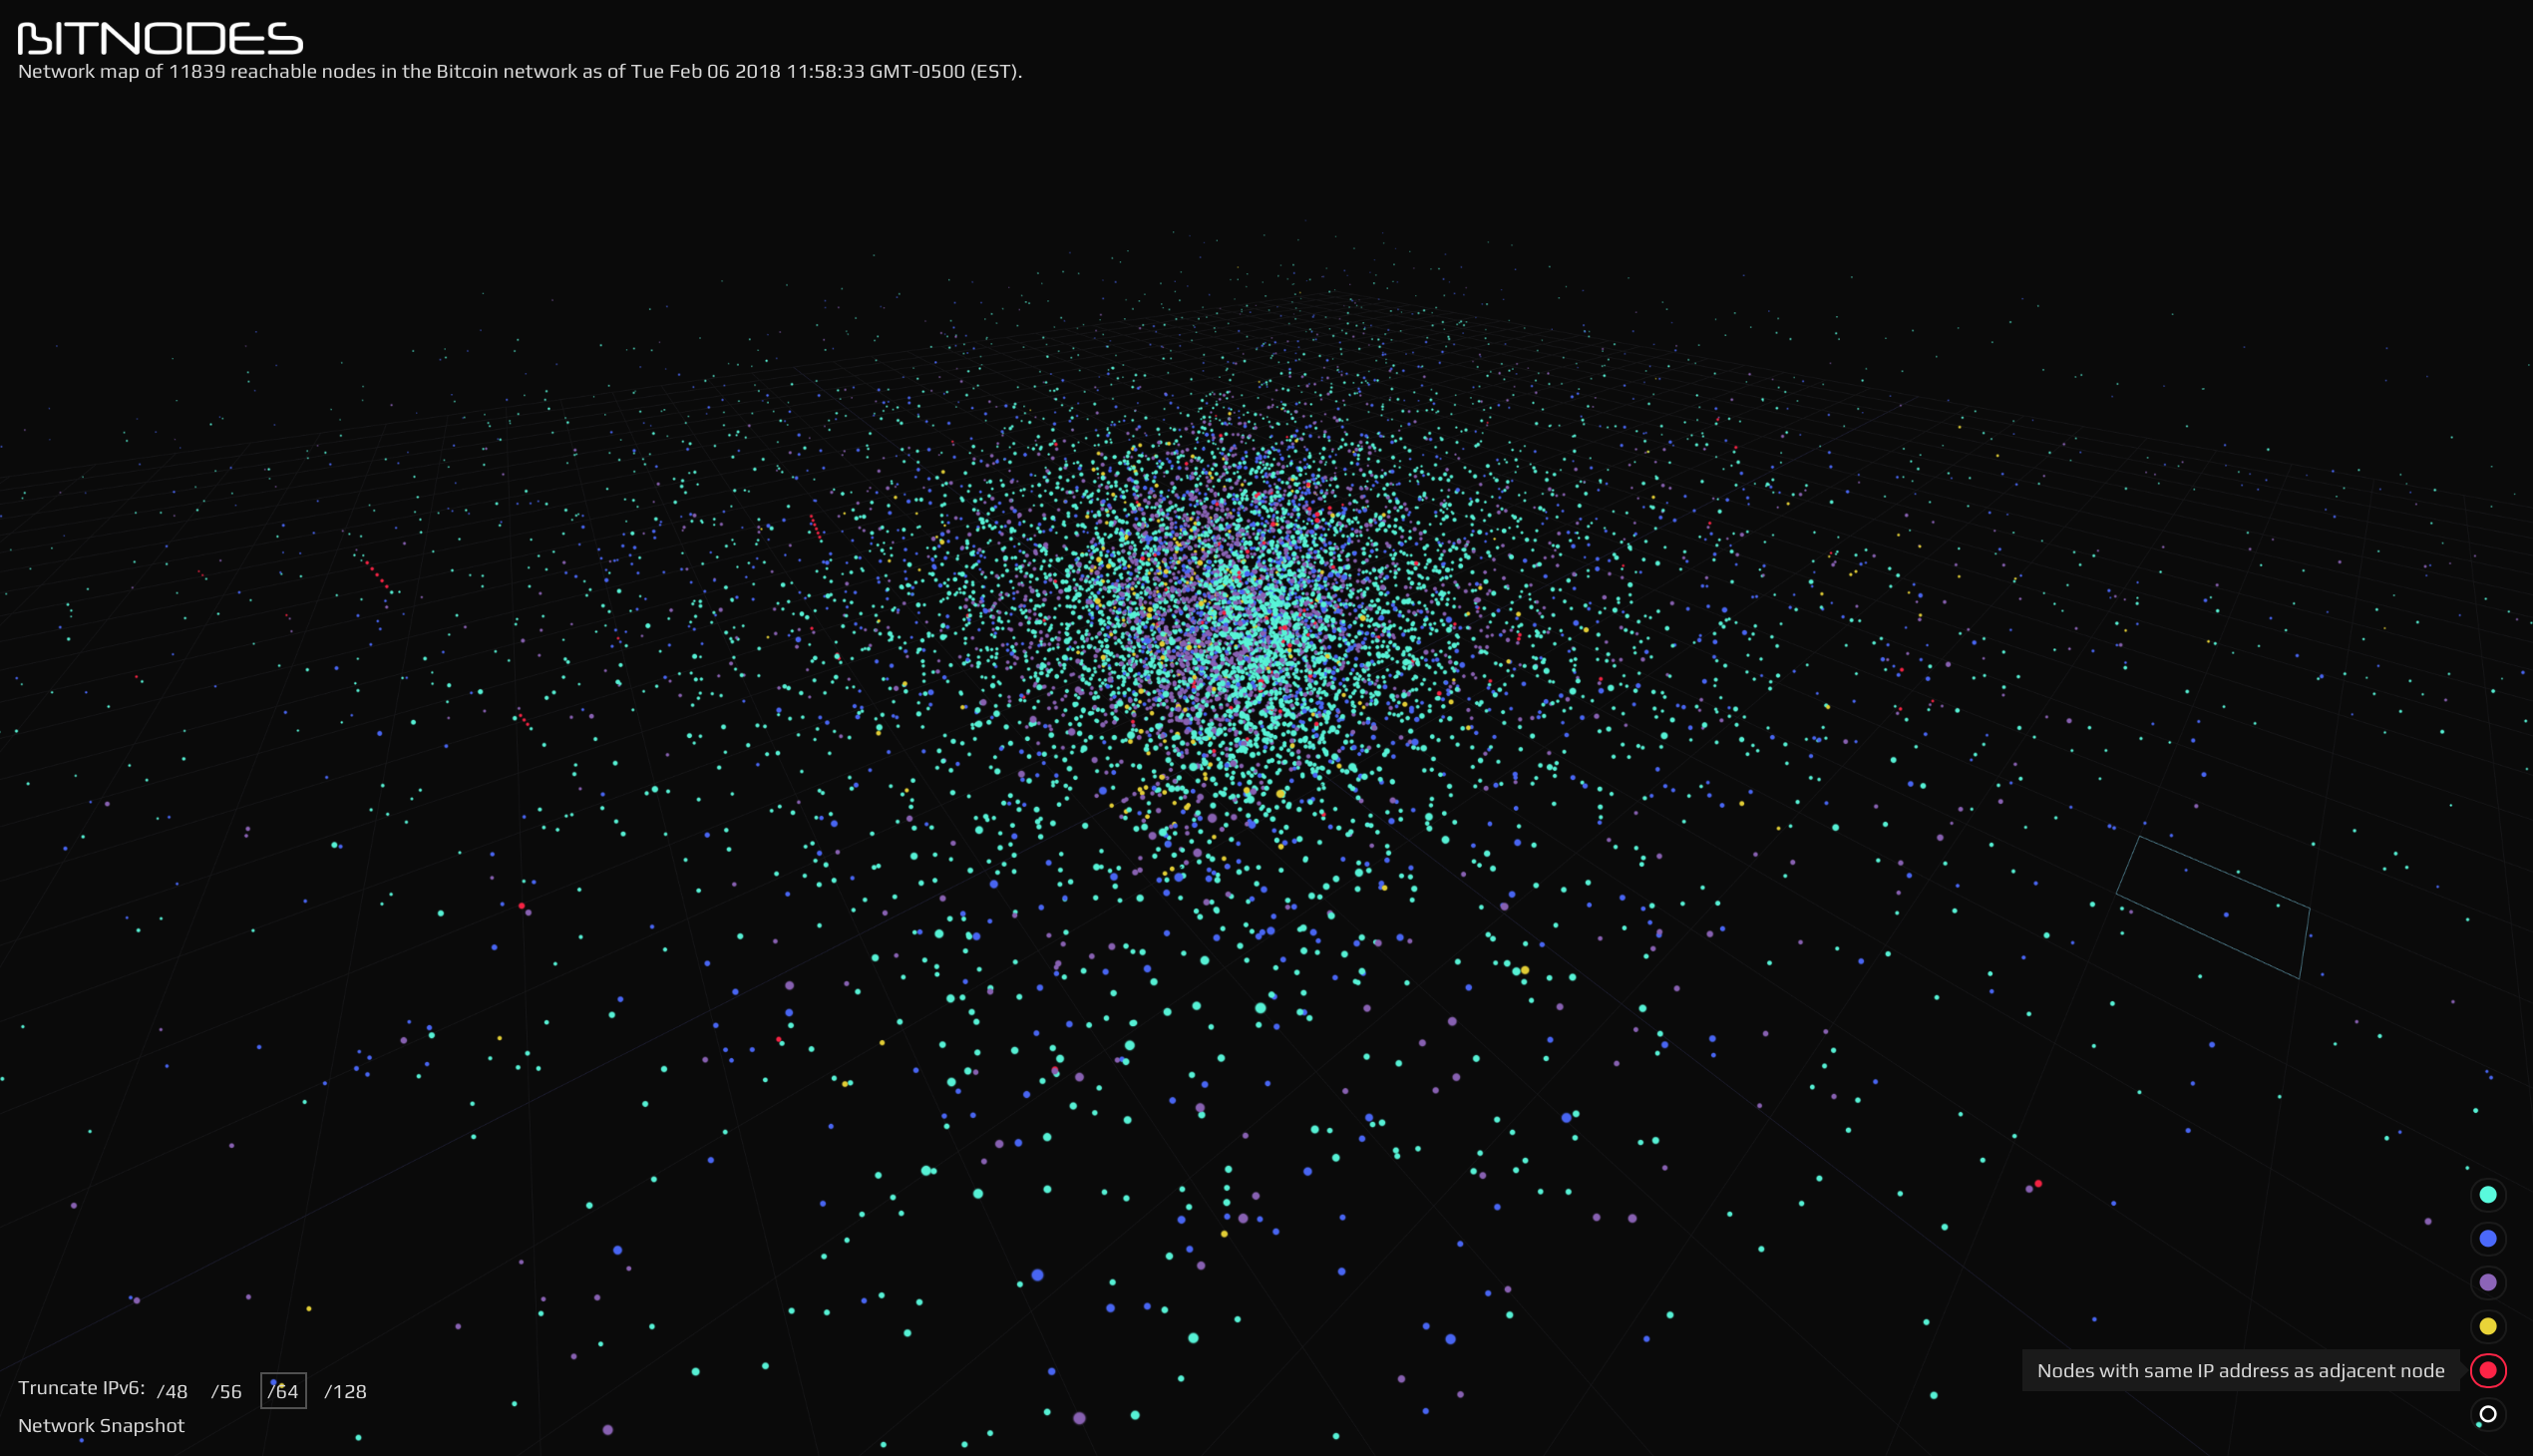 BITNODES
Network map of 11839 reachable nodes in the Bitcoin network as of Tue Feb 06 2018 11:58:33 GMT-0500 (EST).
Nodes with same IP address as adjacent node
Truncate IPv6: /48 /56 /64 /128
Network Snapshot